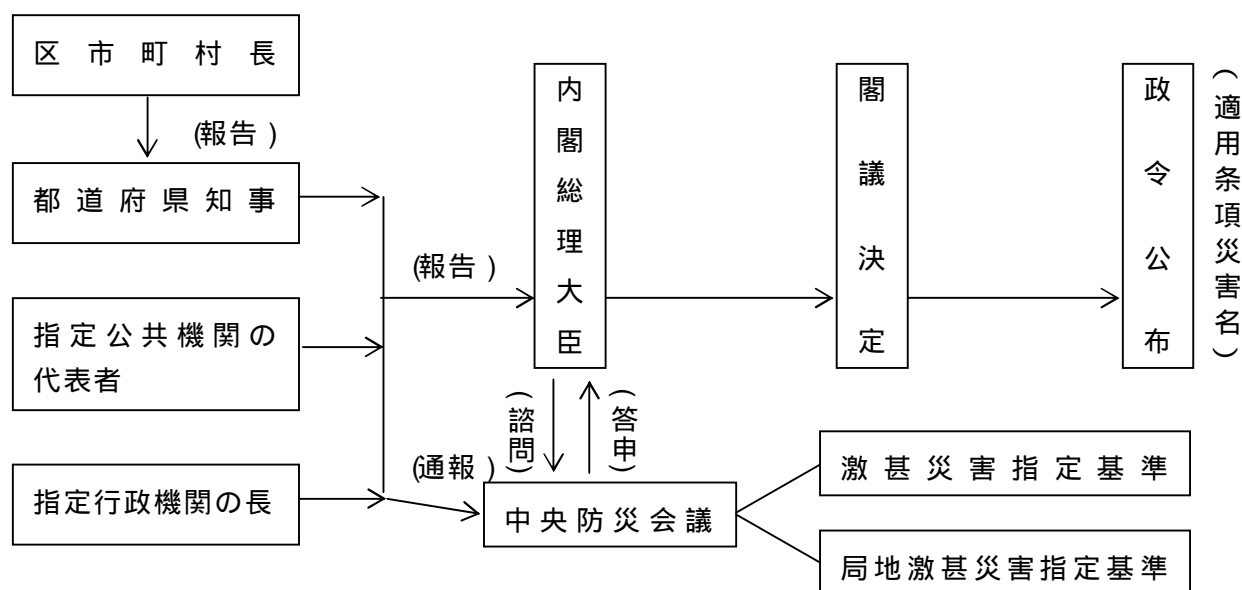 区市町村長
(報告)
都道府県知事
指定公共機関の
代表者
指定行政機関の長
(報告)
(通報)
内閣総理大臣
(諮問)
(答申)
中央防災会議
閣議決定
政令公布
(適用条項災害名)
激甚災害指定基準
局地激甚災害指定基準